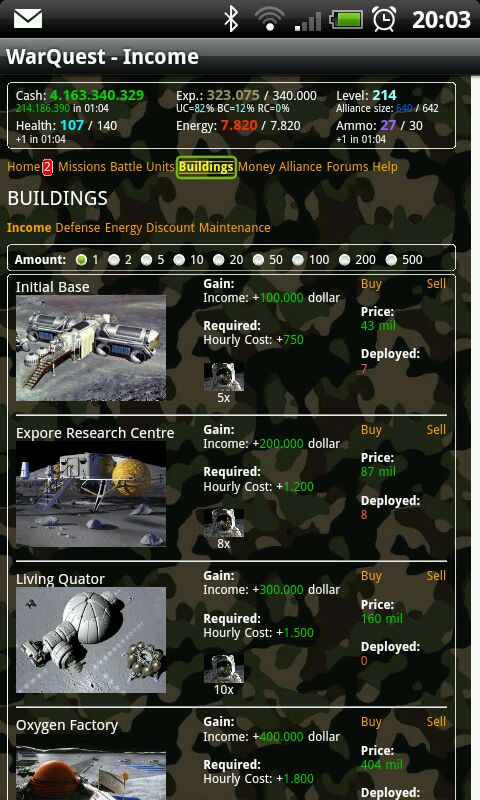 20:03
WarQuest - Income
Cash: 4.163.340.329 Exp.: 323.075 / 340.000 Level: 214
214.186.390 in 01:04 UC=82% BC=12% RC=0% Alliance size: 640 / 642
Health: 107 / 140 Energy: 7.820 / 7.820 Ammo: 27 / 30
+1 in 01:04 +1 in 01:04
Home 2 Missions Battle Units Buildings Money Alliance Forums Help
BUILDINGS
Income Defense Energy Discount Maintenance
Amount: 1 2 5 10 20 50 100 200 500
Initial Base Gain: Buy Sell
Income: +100.000 dollar
Price:
Required: 43 mil
Hourly Cost: +750
Deployed:
7
5x
Expore Research Centre Gain: Buy Sell
Income: +200.000 dollar
Price:
Required: 87 mil
Hourly Cost: +1.200
Deployed:
8
8x
Living Quator Gain: Buy Sell
Income: +300.000 dollar
Price:
Required: 160 mil
Hourly Cost: +1.500
Deployed:
0
10x
Oxygen Factory Gain: Buy Sell
Income: +400.000 dollar
Price:
Required: 404 mil
Hourly Cost: +1.800
Deployed: